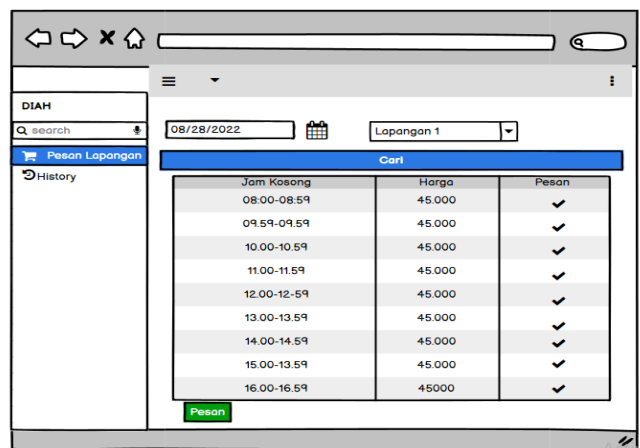 DIAH
search
Pesan Lapangan
History
08/28/2022 Lapangan 1
Cari
Jam Kosong Harga Pesan
08:00-08:59 45.000
09.59-09.59 45.000
10.00-10.59 45.000
11.00-11.59 45.000
12.00-12-59 45.000
13.00-13.59 45.000
14.00-14.59 45.000
15.00-13.59 45.000
16.00-16.59 45000
Pesan